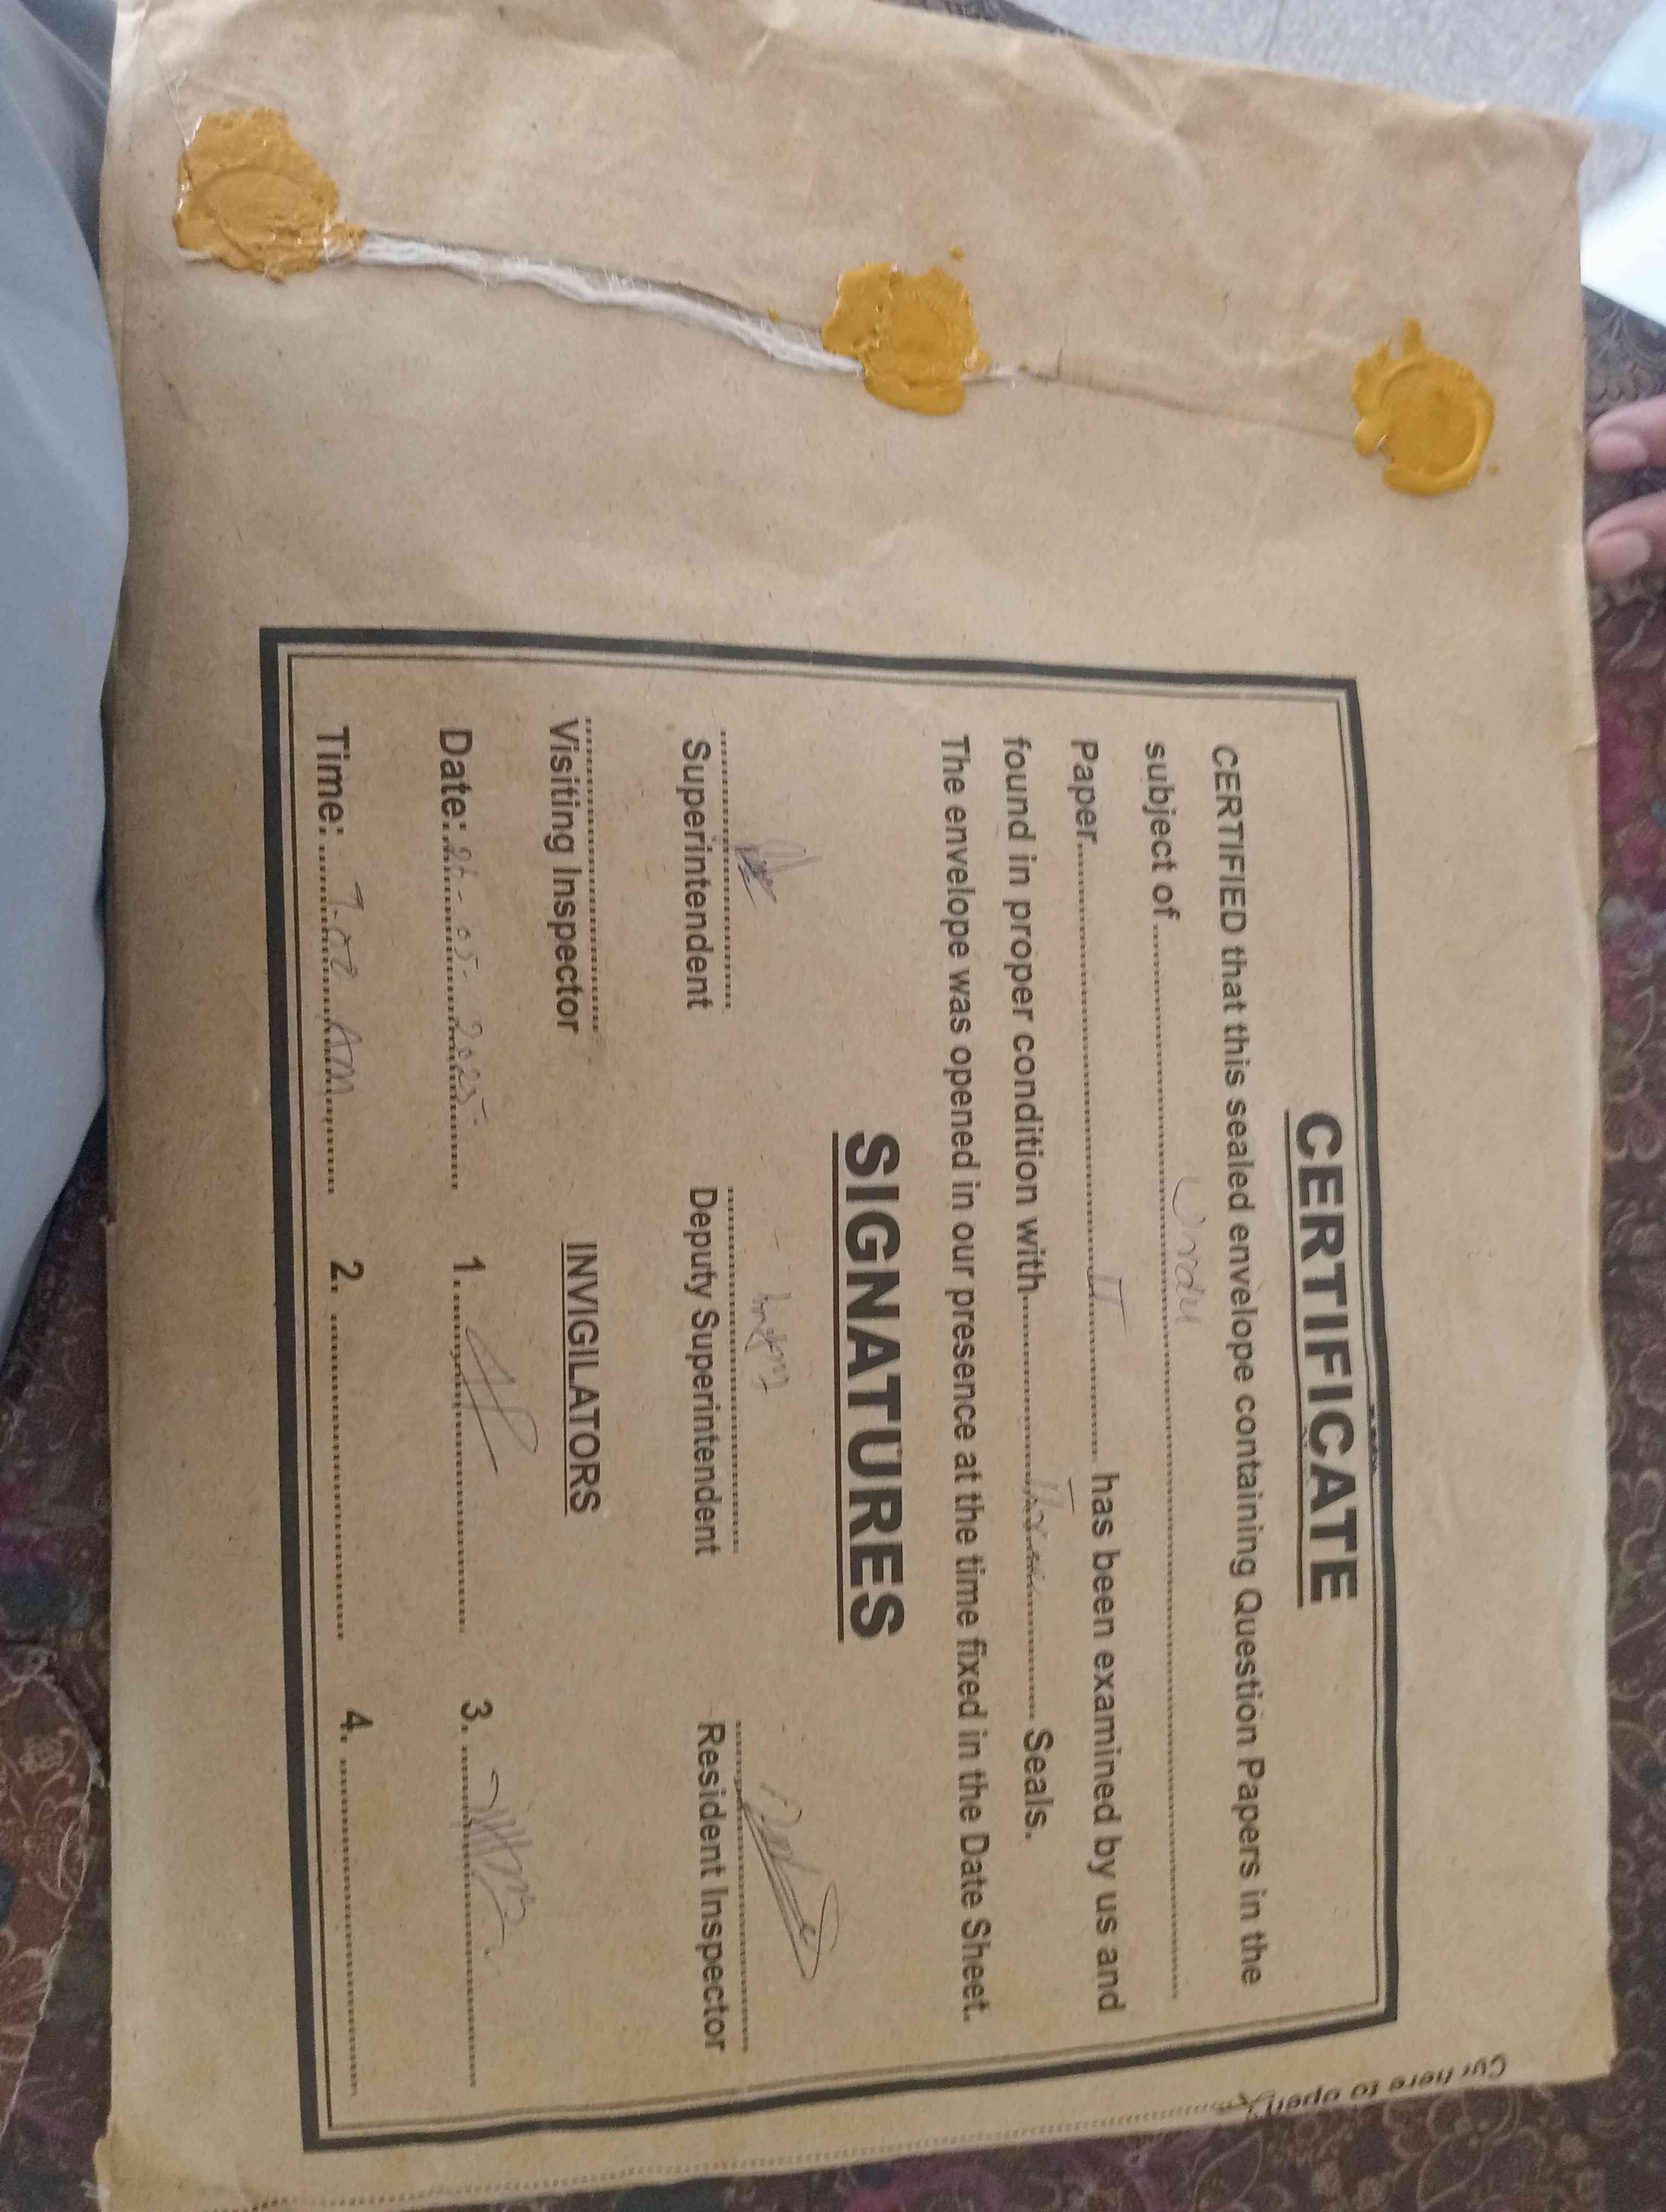 CERTIFICATE
CERTIFIED that this sealed envelope containing Question Papers in the
subject of Urdu
Paper II has been examined by us and
found in proper condition with Seals.
The envelope was opened in our presence at the time fixed in the Date Sheet.
SIGNATURES
Superintendent Deputy Superintendent Resident Inspector
Visiting Inspector INVIGILATORS
Date: 26-05-2025 1. 3.
Time: AM 2. 4.
Cut here to open